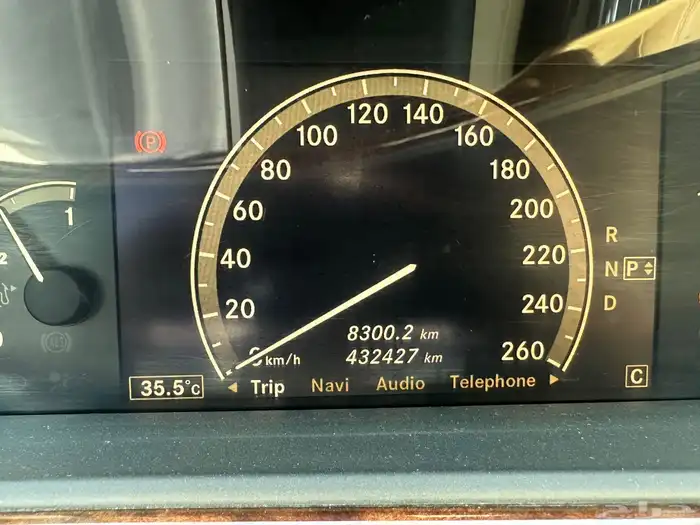 120 140
100 160
80 180
60 200
40 220
20 240
0 km/h 260
P
1
8300.2 km
432427 km
35.5°C
Trip Navi Audio Telephone
R
N P
D
C